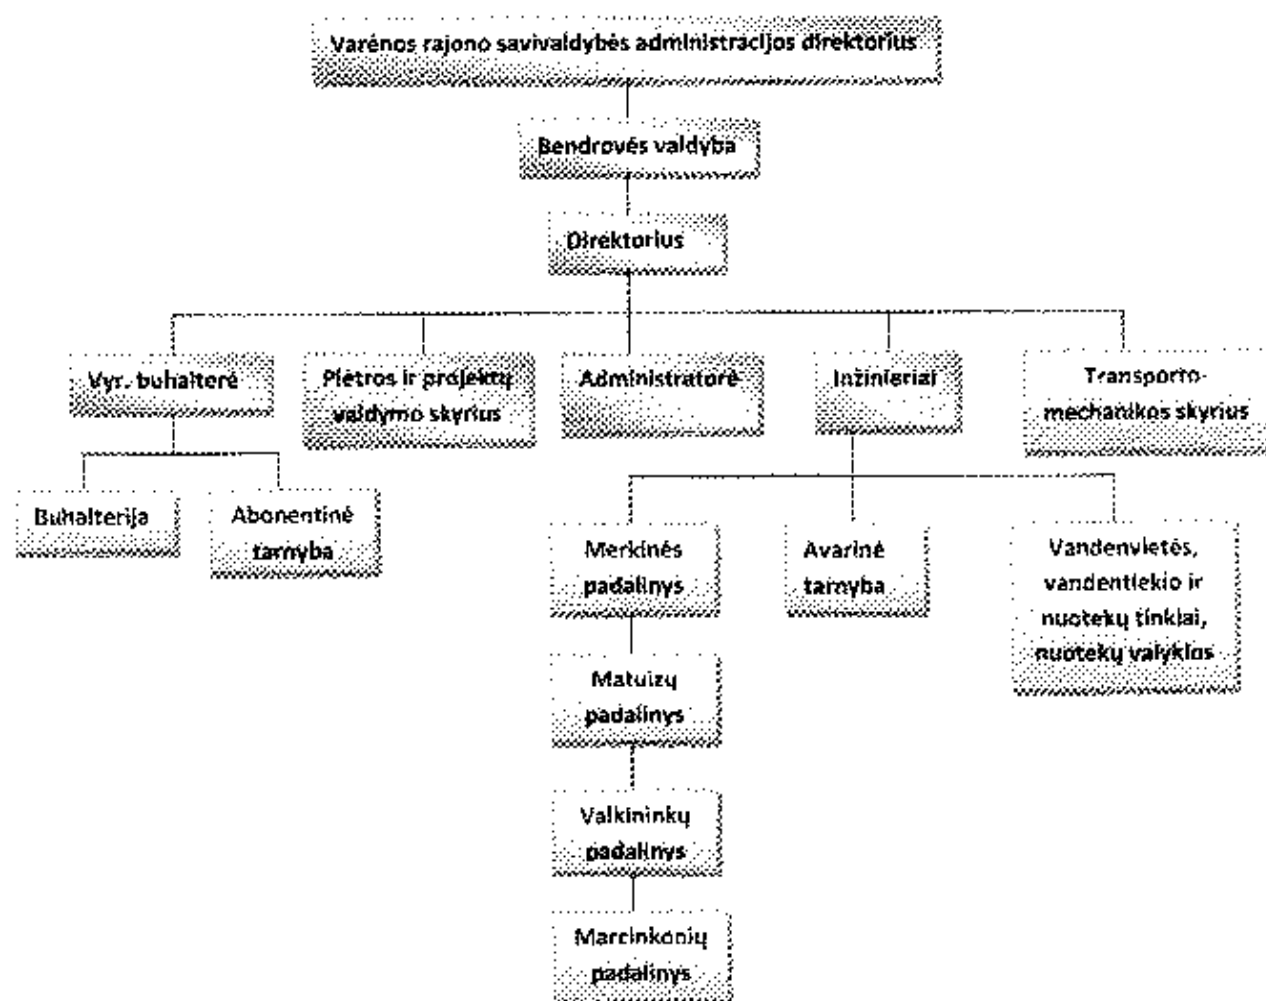 Varėnos rajono savivaldybės administracijos direktorius
Bendrovės valdyba
Direktorius
Vyr. buhalterė
Plėtros ir projektų
valdymo skyrius
Administratorė
Inžinieriai
Transporto-
mechanikos skyrius
Buhalterija
Abonentinė
tarnyba
Merkinės
padalinys
Avarinė
tarnyba
Vandenvietės,
vandentiekio ir
nuotekų tinklai,
nuotekų valyklos
Matuizų
padalinys
Valkininkų
padalinys
Marcinkonių
padalinys